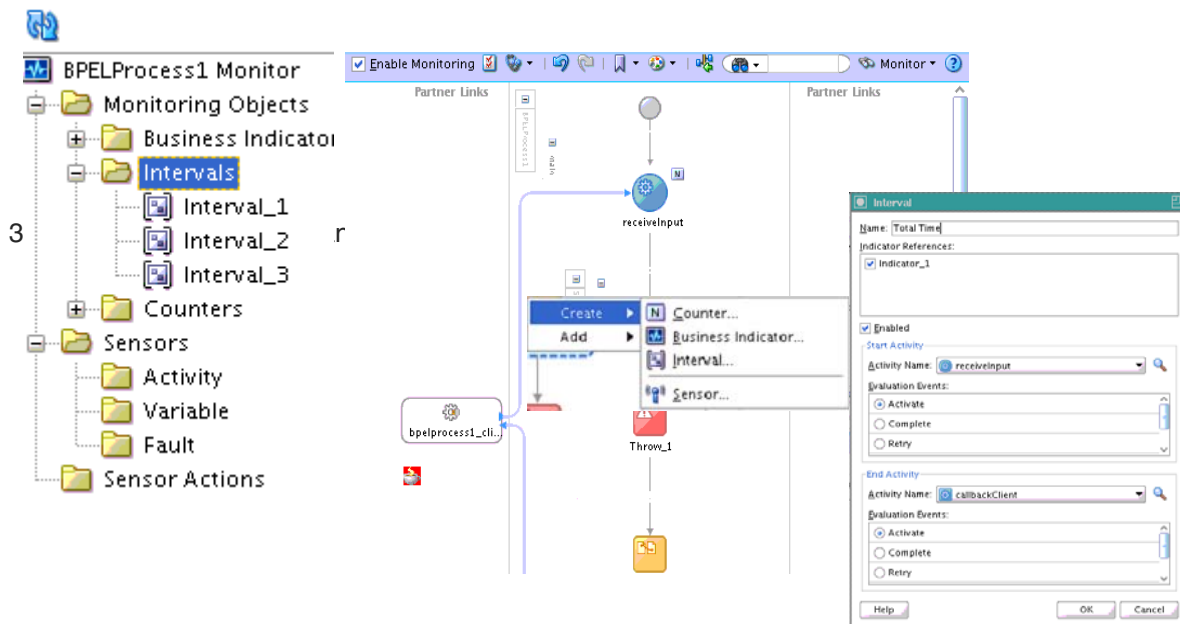 BPELProcess1 Monitor
Monitoring Objects
Business Indicator
Intervals
Interval_1
Interval_2
Interval_3
Counters
Sensors
Activity
Variable
Fault
Sensor Actions
3
Enable Monitoring
Monitor
Partner Links
Partner Links
BPELProcess1
main
N
receiveInput
Create
Add
N Counter...
Business Indicator...
Interval...
Sensor...
bpelprocess1_cli...
Throw_1
Interval
Name: Total Time
Indicator References:
Indicator_1
Enabled
Start Activity
Activity Name: receiveInput
Evaluation Events:
Activate
Complete
Retry
End Activity
Activity Name: callbackClient
Evaluation Events:
Activate
Complete
Retry
Help OK Cancel